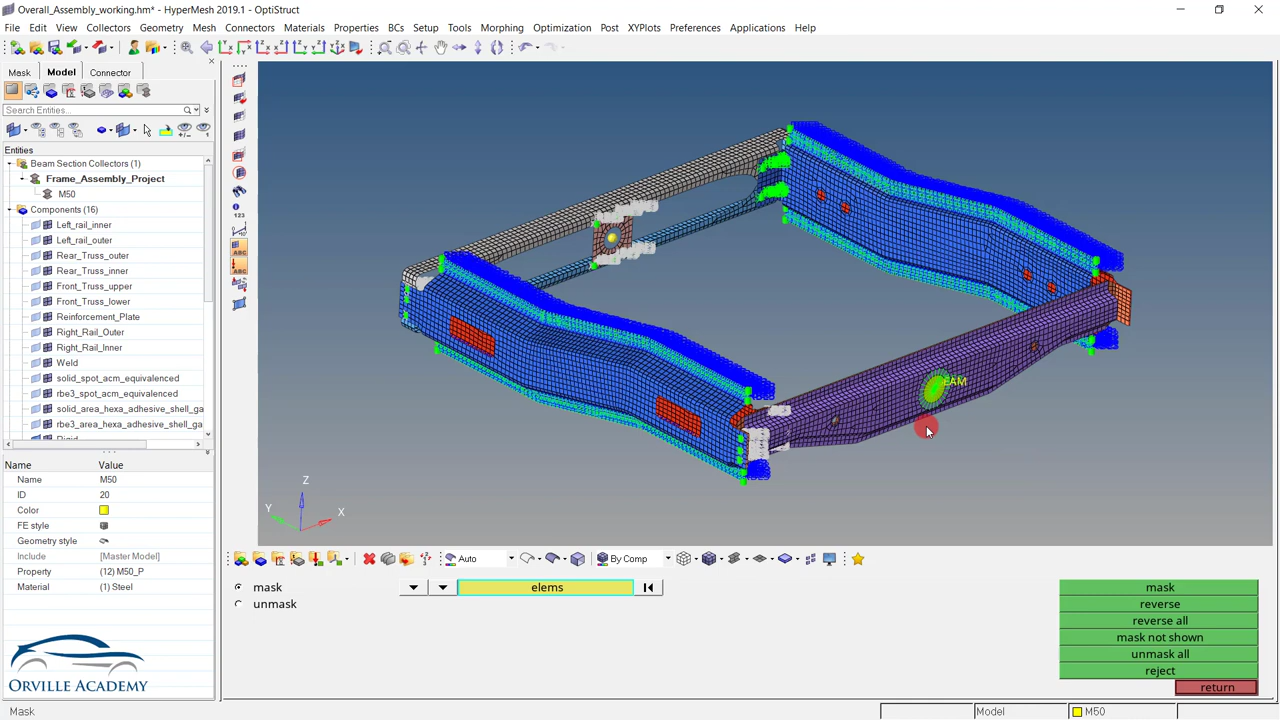 Overall_Assembly_working.hm* - HyperMesh 2019.1 - OptiStruct
File Edit View Collectors Geometry Mesh Connectors Materials Properties BCs Setup Tools Morphing Optimization Post XYPlots Preferences Applications Help
Mask Model Connector
Search Entities...
Entities
Beam Section Collectors (1)
Frame_Assembly_Project
M50
Components (16)
Left_rail_inner
Left_rail_outer
Rear_Truss_outer
Rear_Truss_inner
Front_Truss_upper
Front_Truss_lower
Reinforcement_Plate
Right_Rail_Outer
Right_Rail_Inner
Weld
solid_spot_acm_equivalenced
rbe3_spot_acm_equivalenced
solid_area_hexa_adhesive_shell_ga
rbe3_area_hexa_adhesive_shell_ga
Rigid
Name Value
Name M50
ID 20
Color
FE style
Geometry style
Include [Master Model]
Property (12) M50_P
Material (1) Steel
ORVILLE ACADEMY
123
ABC
ABC
EAM
Z
Y
X
Auto
By Comp
mask
unmask
elems
mask
reverse
reverse all
mask not shown
unmask all
reject
return
Mask
Model
M50